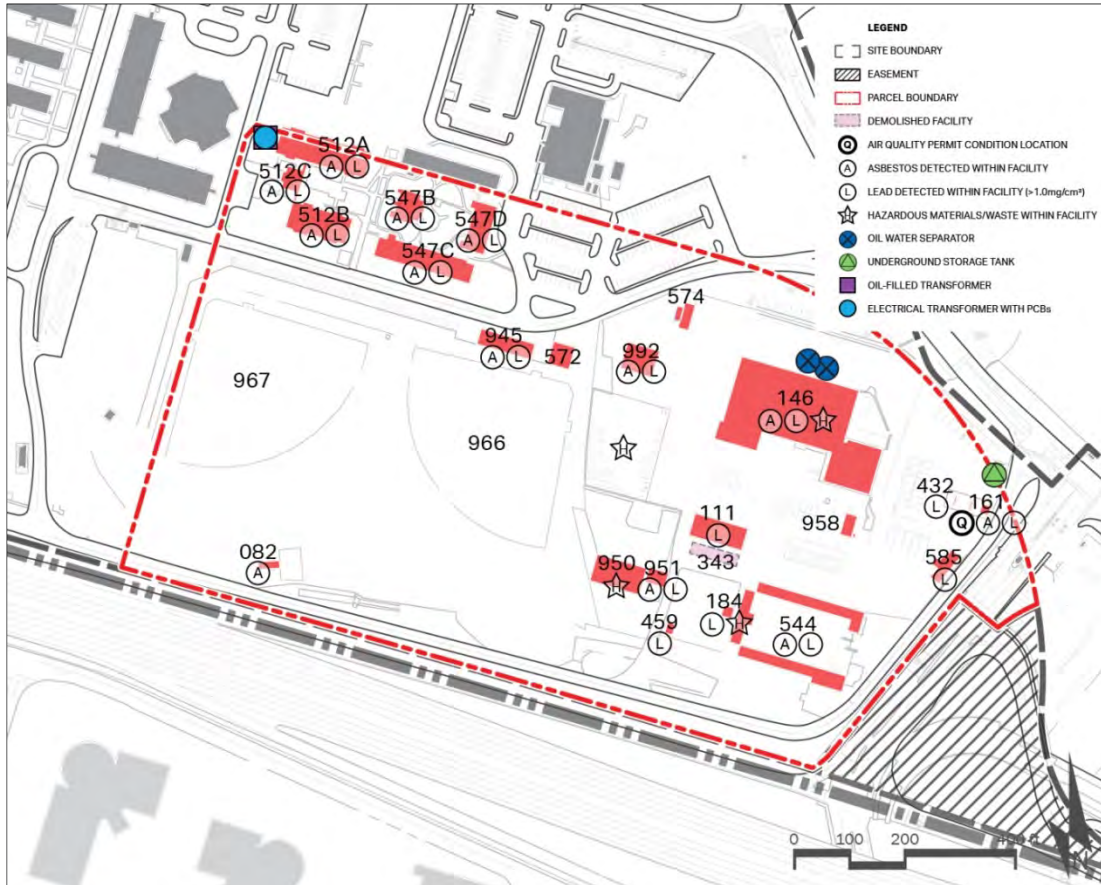 LEGEND
SITE BOUNDARY
EASEMENT
PARCEL BOUNDARY
DEMOLISHED FACILITY
Q AIR QUALITY PERMIT CONDITION LOCATION
A ASBESTOS DETECTED WITHIN FACILITY
L LEAD DETECTED WITHIN FACILITY (>1.0mg/cm²)
H HAZARDOUS MATERIALS/WASTE WITHIN FACILITY
OIL WATER SEPARATOR
UNDERGROUND STORAGE TANK
OIL-FILLED TRANSFORMER
ELECTRICAL TRANSFORMER WITH PCBs
512A
A L
512C
A L
547B
A L
512B
A L
547D
A L
547C
A L
574
945
A L
572
992
A L
967
966
146
A L H
H
432
L
Q
161
A L
111
L
958
343
082
A
950
H
951
A L
585
L
184
L H
459
L
544
A L
0 100 200 400 ft
N